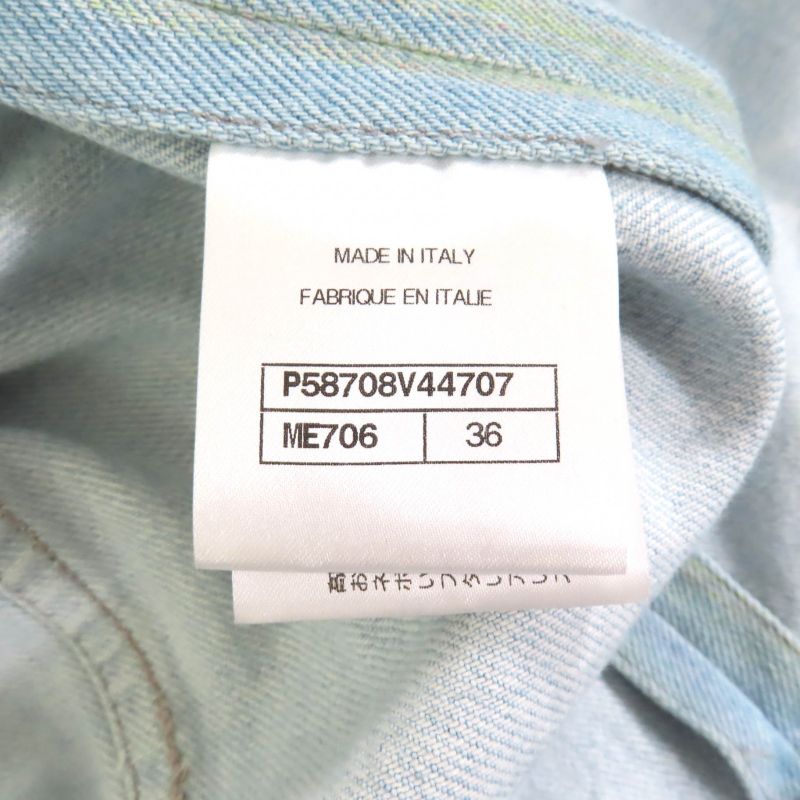 MADE IN ITALY
FABRIQUE EN ITALIE
P58708V44707
ME706 36